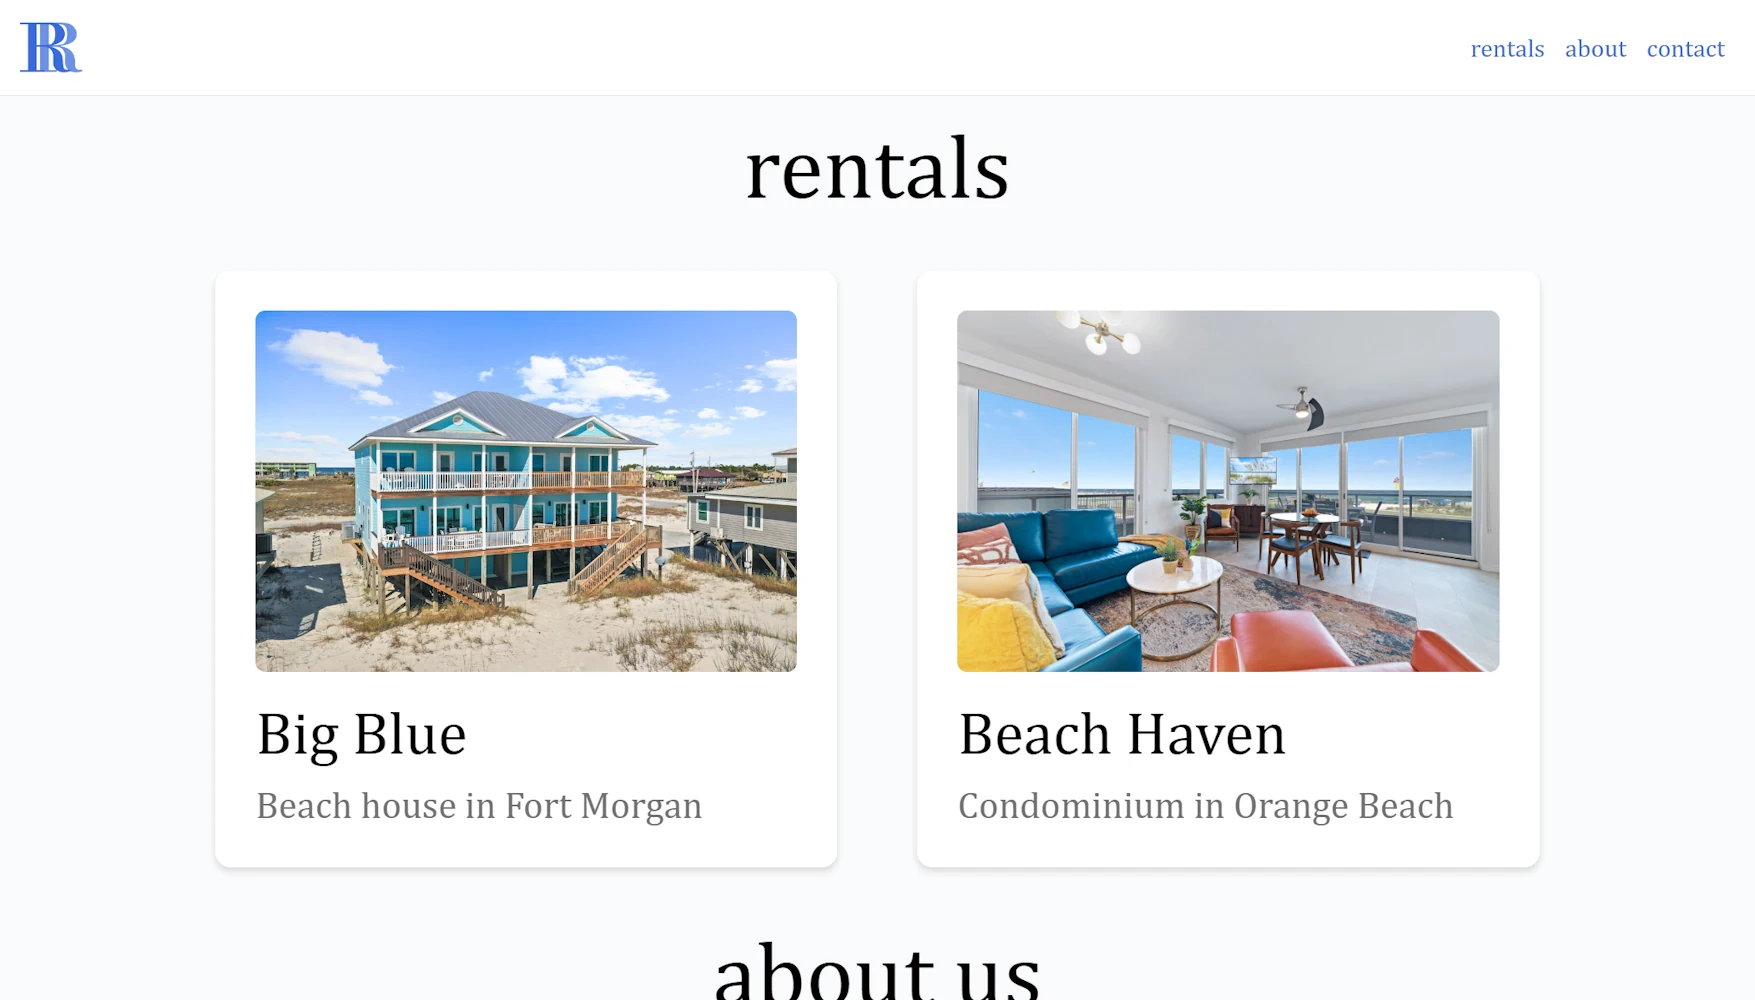 RR
rentals about contact
rentals
Big Blue
Beach house in Fort Morgan
Beach Haven
Condominium in Orange Beach
about us